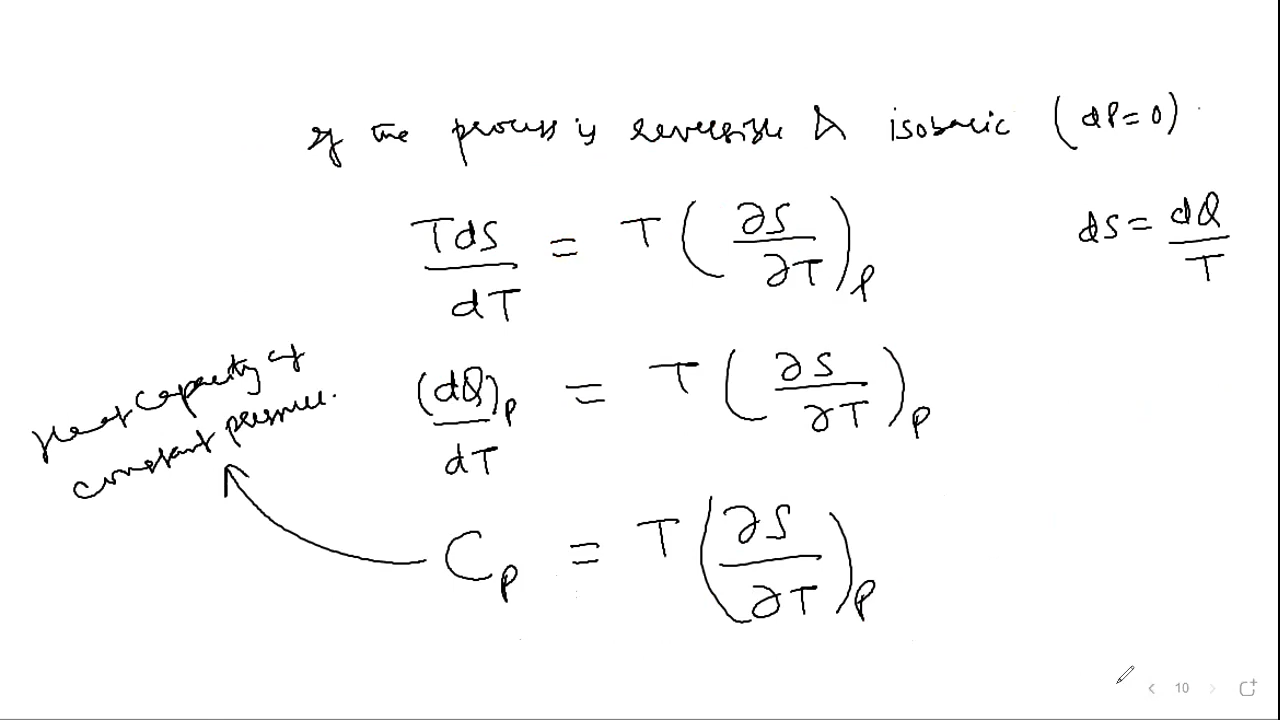 If the process is reversible & isobaric (dP=0)
TdS/dT = T(∂S/∂T)_P
dS = dQ/T
(dQ)_P/dT = T(∂S/∂T)_P
Heat capacity at
constant pressure.
C_P = T(∂S/∂T)_P
10